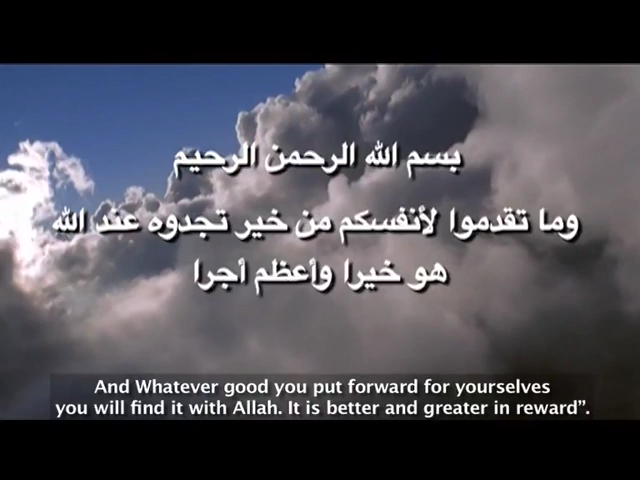 بسم الله الرحمن الرحيم
وما تقدموا لأنفسكم من خير تجدوه عند الله
هو خيرا وأعظم أجرا
And Whatever good you put forward for yourselves
you will find it with Allah. It is better and greater in reward”.